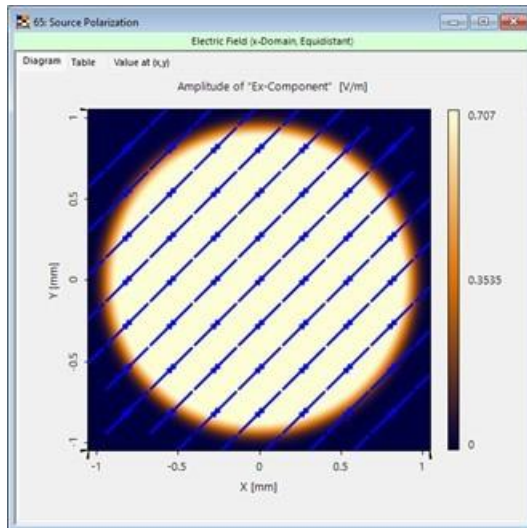 65: Source Polarization
Electric Field (x-Domain, Equidistant)
Diagram Table Value at (x,y)
Amplitude of "Ex-Component" [V/m]
1
0.5
0
-0.5
-1
Y [mm]
-1 -0.5 0 0.5 1
X [mm]
0.707
0.3535
0